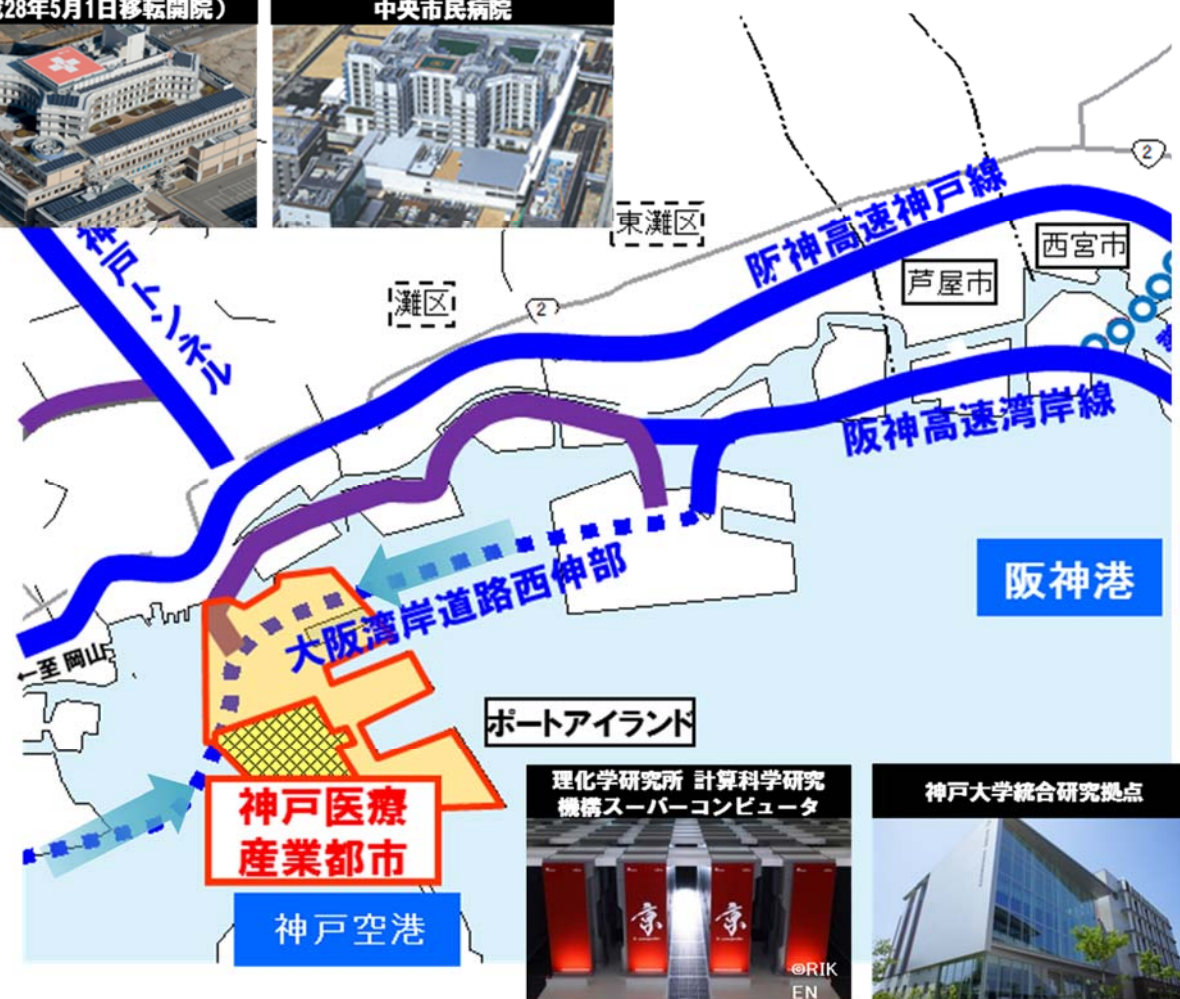 成28年5月1日移転開院）
中央市民病院
2
東灘区
阪神高速神戸線
西宮市
芦屋市
神戸トンネル
灘区
2
阪神高速湾岸線
大阪湾岸道路西伸部
阪神港
←至 岡山
ポートアイランド
神戸医療
産業都市
神戸空港
理化学研究所 計算科学研究
機構スーパーコンピュータ
京
京
©RIK
EN
神戸大学統合研究拠点